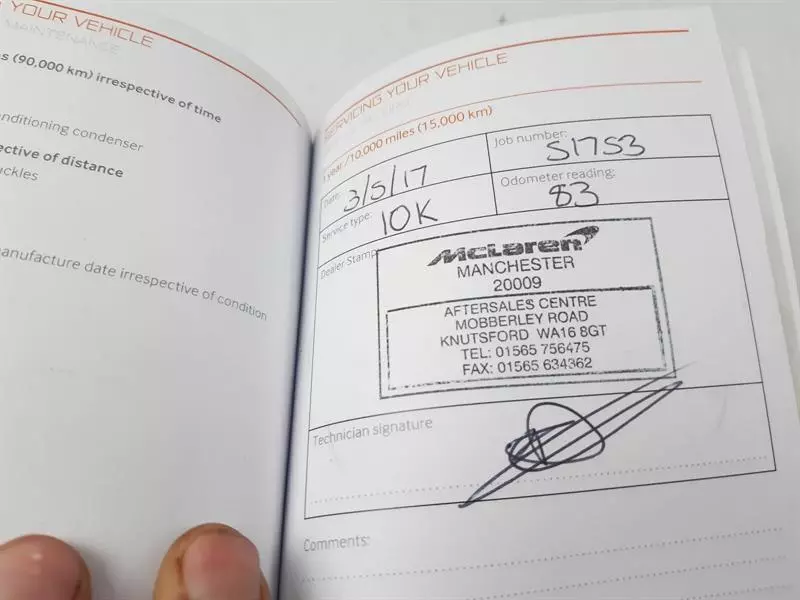 YOUR VEHICLE
MAINTENANCE
s (90,000 km) irrespective of time
nditioning condenser
ective of distance
uckles
anufacture date irrespective of condition
SERVICING YOUR VEHICLE
1 year / 10,000 miles (15,000 km)
Date: 3/5/17
Job number: S1753
Service type: 10K
Odometer reading: 83
Dealer Stamp
McLaren
MANCHESTER
20009
AFTERSALES CENTRE
MOBBERLEY ROAD
KNUTSFORD WA16 8GT
TEL: 01565 756475
FAX: 01565 634362
Technician signature
Comments: